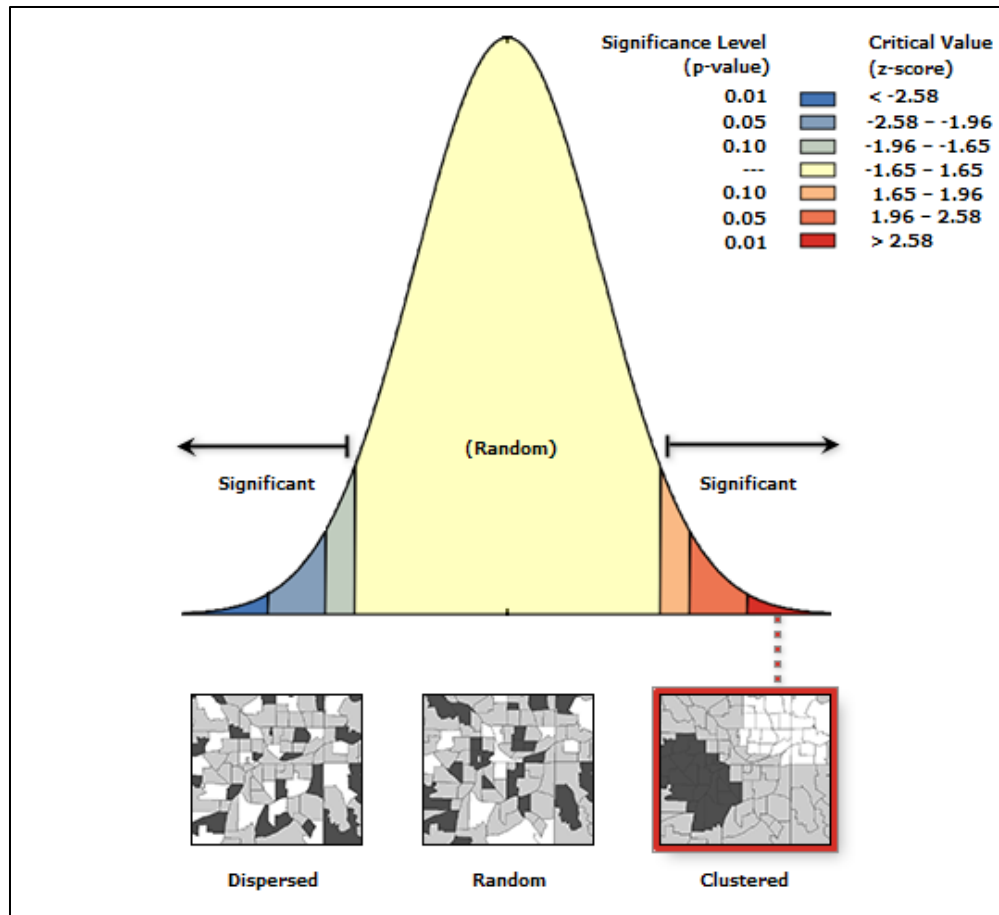 Significance Level Critical Value
(p-value) (z-score)
0.01 < -2.58
0.05 -2.58 – -1.96
0.10 -1.96 – -1.65
--- -1.65 – 1.65
0.10 1.65 – 1.96
0.05 1.96 – 2.58
0.01 > 2.58
(Random)
Significant Significant
Dispersed Random Clustered